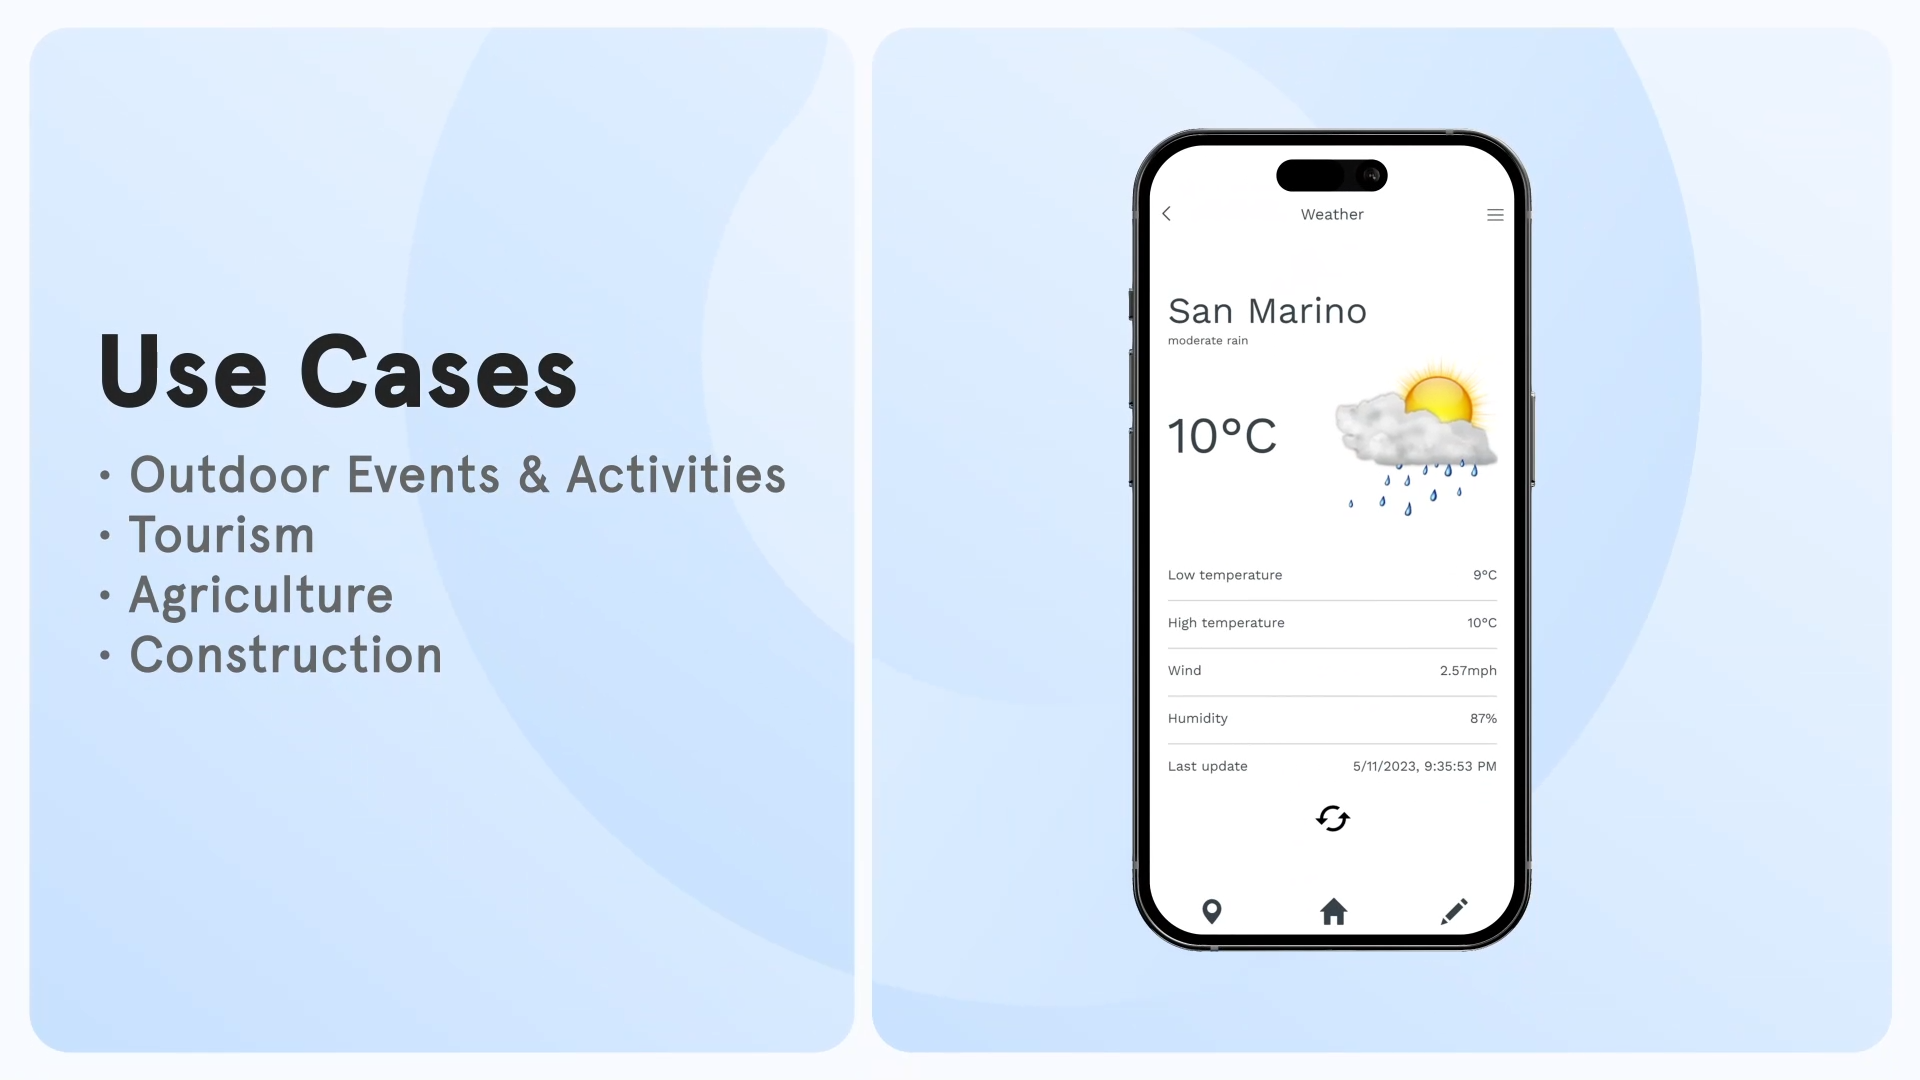 Use Cases
· Outdoor Events & Activities
· Tourism
· Agriculture
· Construction
Weather
San Marino
moderate rain
10°C
Low temperature 9°C
High temperature 10°C
Wind 2.57mph
Humidity 87%
Last update 5/11/2023, 9:35:53 PM